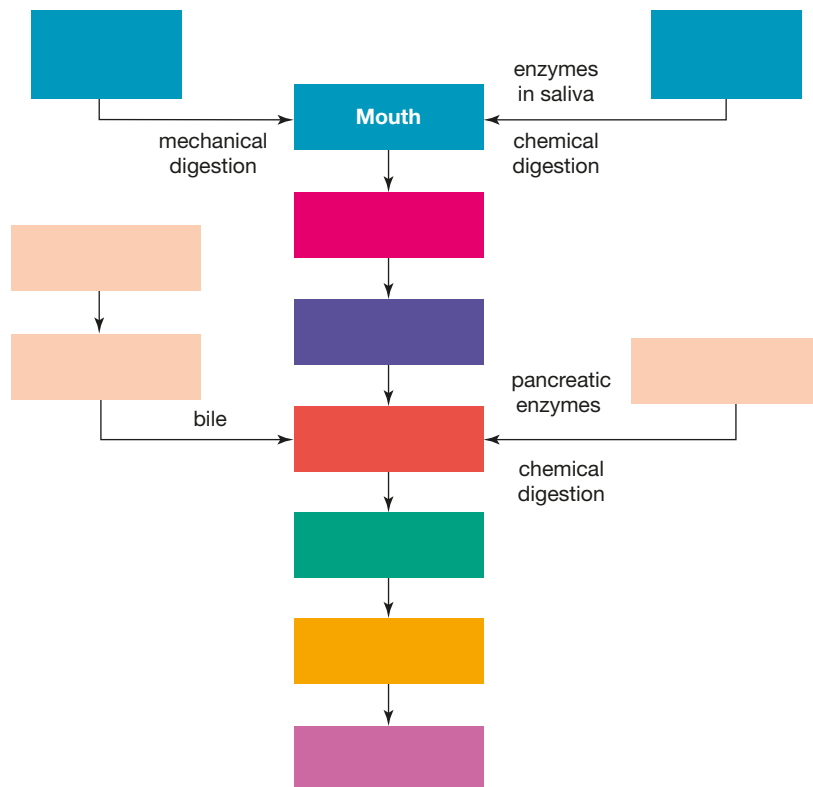 enzymes
in saliva
Mouth
mechanical
digestion
chemical
digestion
pancreatic
enzymes
bile
chemical
digestion